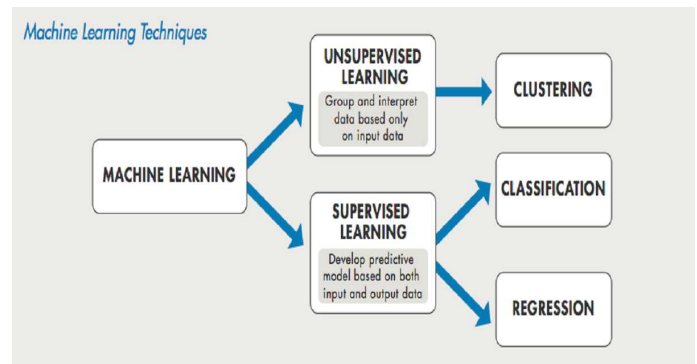 Machine Learning Techniques
UNSUPERVISED
LEARNING
Group and interpret
data based only
on input data
CLUSTERING
MACHINE LEARNING
SUPERVISED
LEARNING
Develop predictive
model based on both
input and output data
CLASSIFICATION
REGRESSION